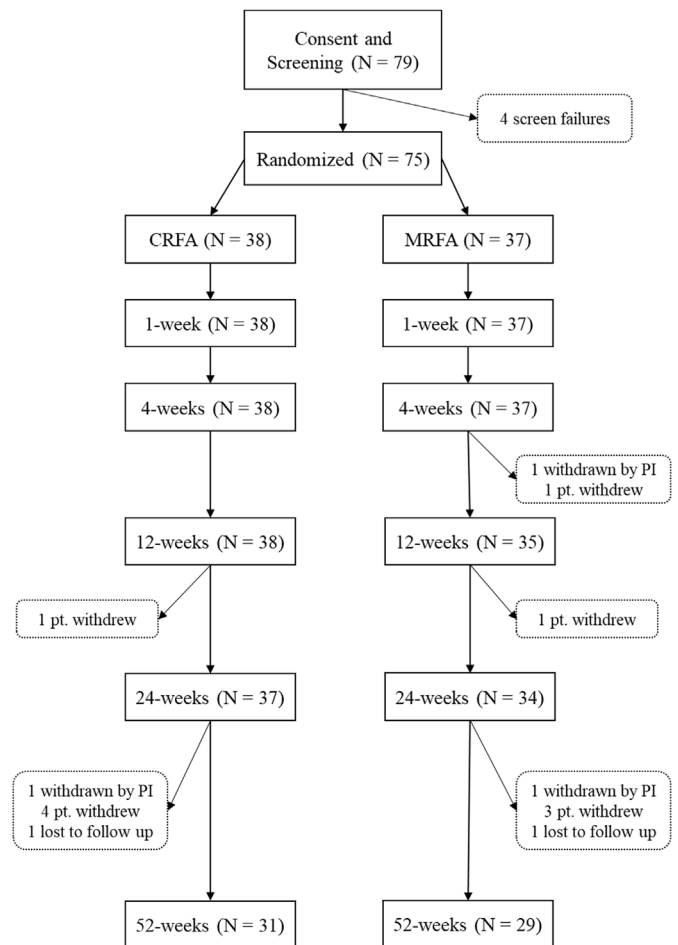 Consent and
Screening (N = 79)
4 screen failures
Randomized (N = 75)
CRFA (N = 38)
MRFA (N = 37)
1-week (N = 38)
1-week (N = 37)
4-weeks (N = 38)
4-weeks (N = 37)
1 withdrawn by PI
1 pt. withdrew
12-weeks (N = 38)
12-weeks (N = 35)
1 pt. withdrew
1 pt. withdrew
24-weeks (N = 37)
24-weeks (N = 34)
1 withdrawn by PI
4 pt. withdrew
1 lost to follow up
1 withdrawn by PI
3 pt. withdrew
1 lost to follow up
52-weeks (N = 31)
52-weeks (N = 29)